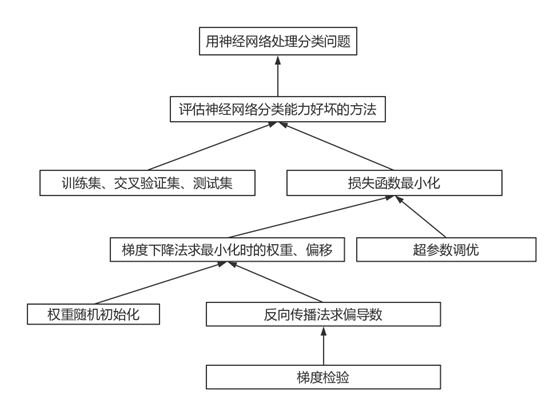 用神经网络处理分类问题
评估神经网络分类能力好坏的方法
训练集、交叉验证集、测试集
损失函数最小化
梯度下降法求最小化时的权重、偏移
超参数调优
权重随机初始化
反向传播法求偏导数
梯度检验